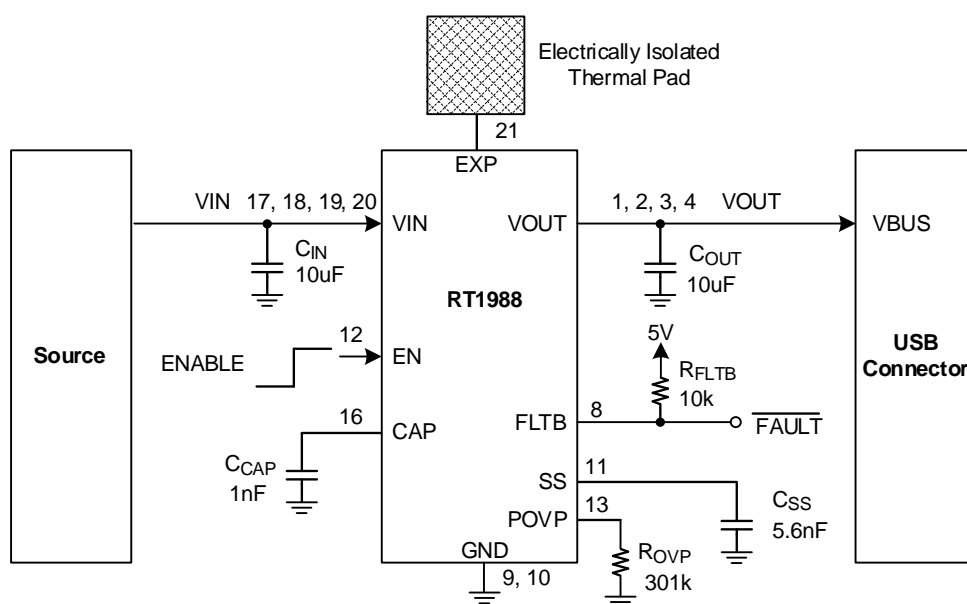 Electrically Isolated
Thermal Pad
21
EXP
VIN 17, 18, 19, 20
VIN
VOUT
1, 2, 3, 4 VOUT
VBUS
CIN
10uF
COUT
10uF
RT1988
Source
ENABLE
12
EN
5V
RFLTB
10k
USB
Connector
16
CAP
FLTB
8
FAULT
CCAP
1nF
SS
11
CSS
5.6nF
POVP
13
ROVP
301k
GND
9, 10